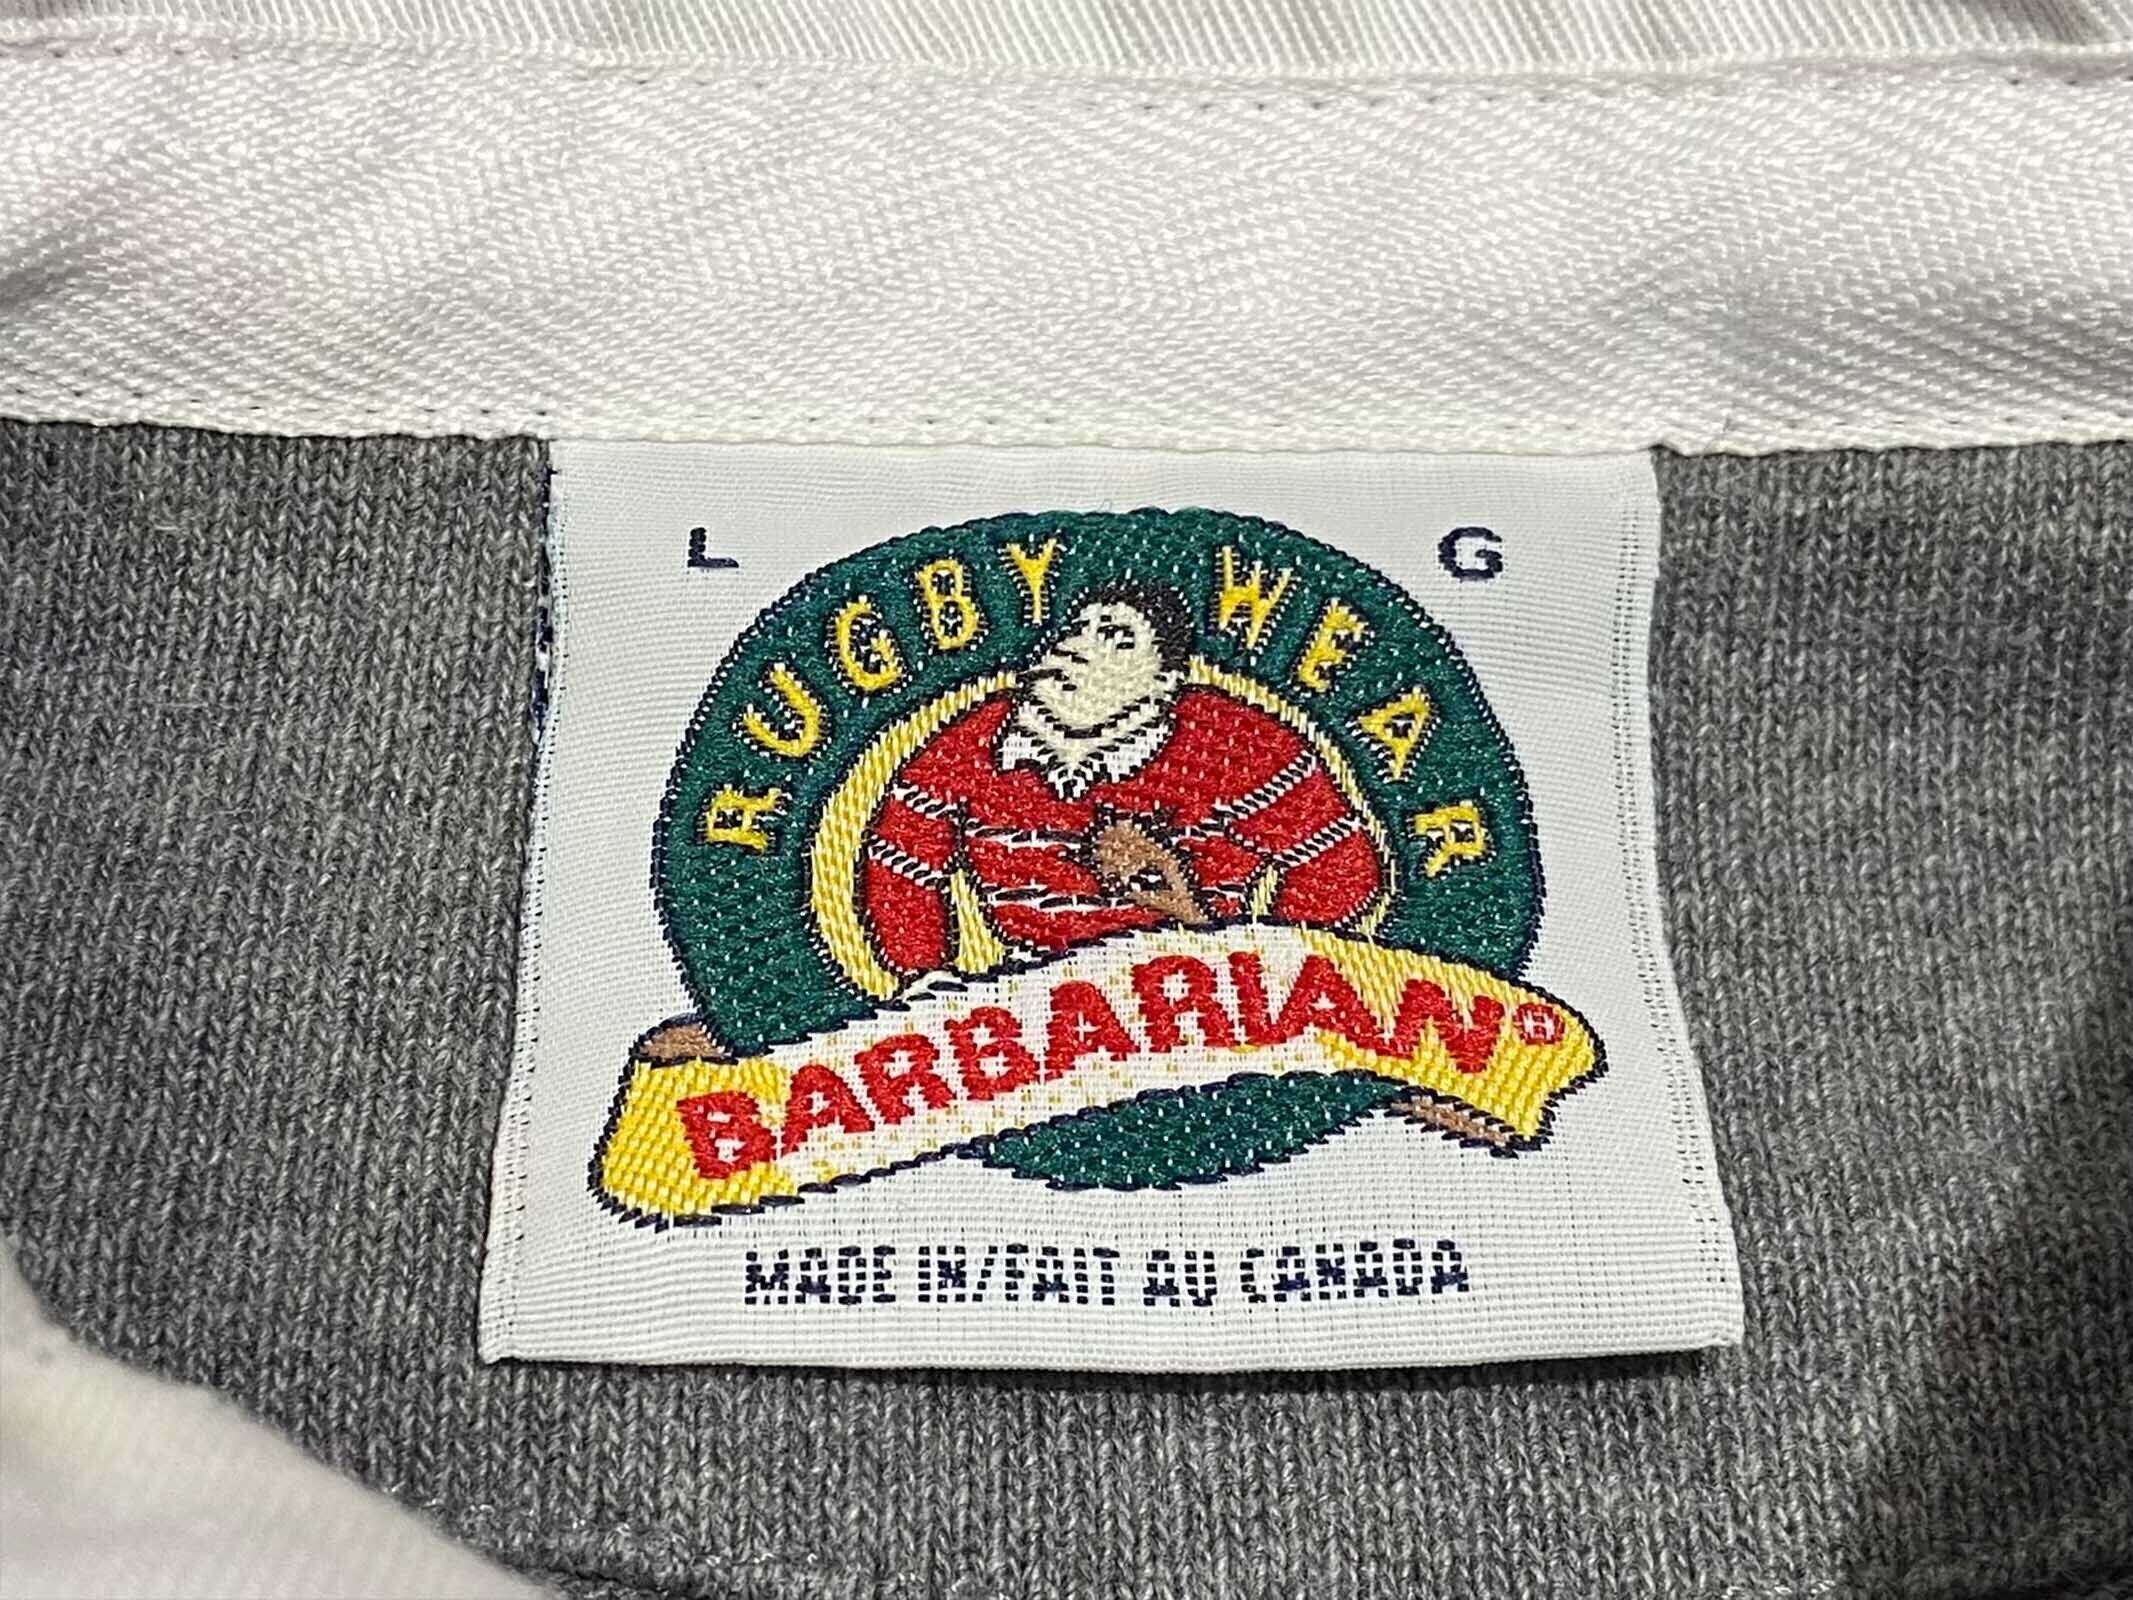 L G
RUGBY WEAR
BARBARIAN®
MADE IN/FAIT AU CANADA